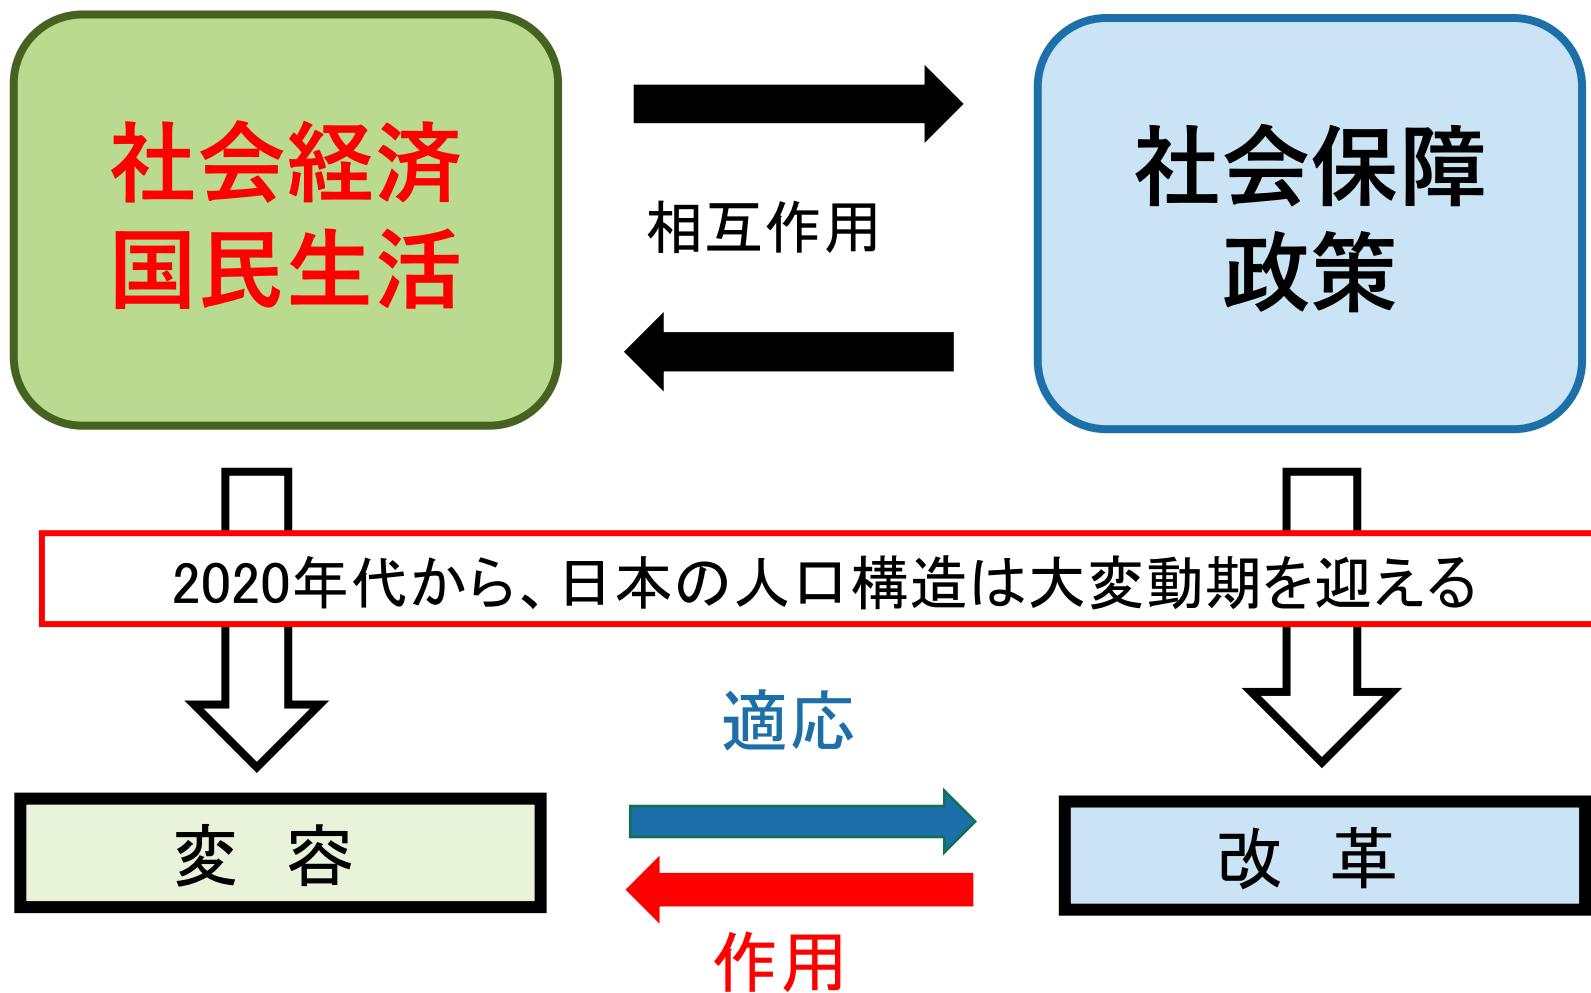 社会経済
国民生活
相互作用
社会保障
政策
2020年代から、日本の人口構造は大変動期を迎える
適応
変　容
改　革
作用